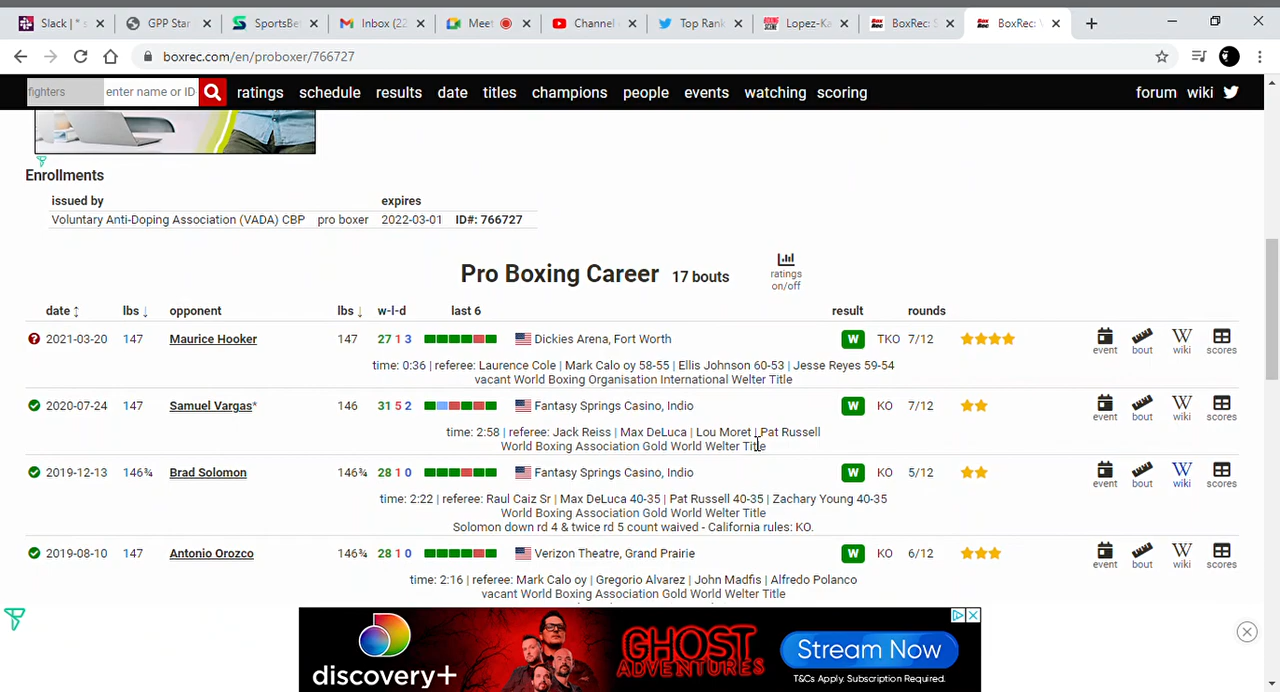 Slack | *
GPP Star
SportsBe
Inbox (22
Meet
Channel
Top Rank
Lopez-Ka
BoxRec: S
BoxRec: V
boxrec.com/en/proboxer/766727
fighters enter name or ID ratings schedule results date titles champions people events watching scoring forum wiki
Enrollments
issued by expires
Voluntary Anti-Doping Association (VADA) CBP pro boxer 2022-03-01 ID#: 766727
Pro Boxing Career 17 bouts
ratings
on/off
date lbs opponent lbs w-l-d last 6 result rounds
2021-03-20 147 Maurice Hooker 147 27 1 3 Dickies Arena, Fort Worth W TKO 7/12
event bout wiki scores
time: 0:36 | referee: Laurence Cole | Mark Calo oy 58-55 | Ellis Johnson 60-53 | Jesse Reyes 59-54
vacant World Boxing Organisation International Welter Title
2020-07-24 147 Samuel Vargas* 146 31 5 2 Fantasy Springs Casino, Indio W KO 7/12
event bout wiki scores
time: 2:58 | referee: Jack Reiss | Max DeLuca | Lou Moret | Pat Russell
World Boxing Association Gold World Welter Title
2019-12-13 146¾ Brad Solomon 146¾ 28 1 0 Fantasy Springs Casino, Indio W KO 5/12
event bout wiki scores
time: 2:22 | referee: Raul Caiz Sr | Max DeLuca 40-35 | Pat Russell 40-35 | Zachary Young 40-35
World Boxing Association Gold World Welter Title
Solomon down rd 4 & twice rd 5 count waived - California rules: KO.
2019-08-10 147 Antonio Orozco 146¾ 28 1 0 Verizon Theatre, Grand Prairie W KO 6/12
event bout wiki scores
time: 2:16 | referee: Mark Calo oy | Gregorio Alvarez | John Madfis | Alfredo Polanco
vacant World Boxing Association Gold World Welter Title
discovery+
GHOST
ADVENTURES
Stream Now
T&Cs Apply. Subscription Required.